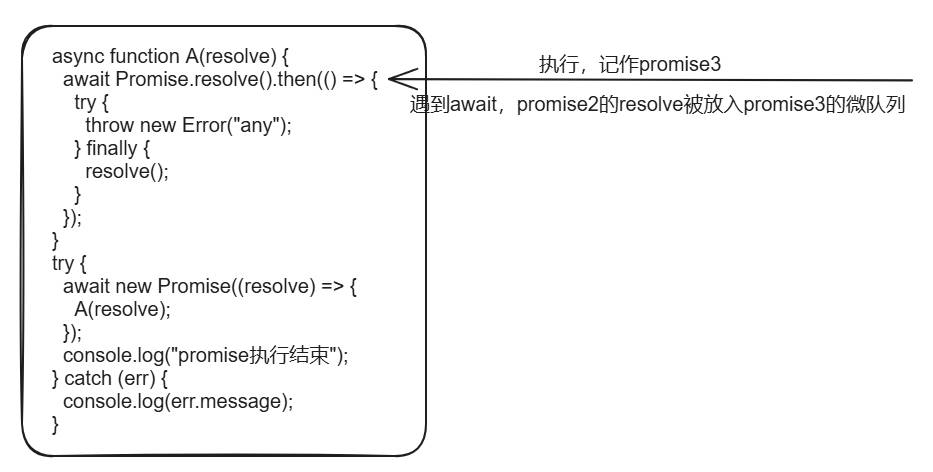 async function A(resolve) {
await Promise.resolve().then(() => {
try {
throw new Error("any");
} finally {
resolve();
}
});
}
try {
await new Promise((resolve) => {
A(resolve);
});
console.log("promise执行结束");
} catch (err) {
console.log(err.message);
}
执行，记作promise3
遇到await，promise2的resolve被放入promise3的微队列